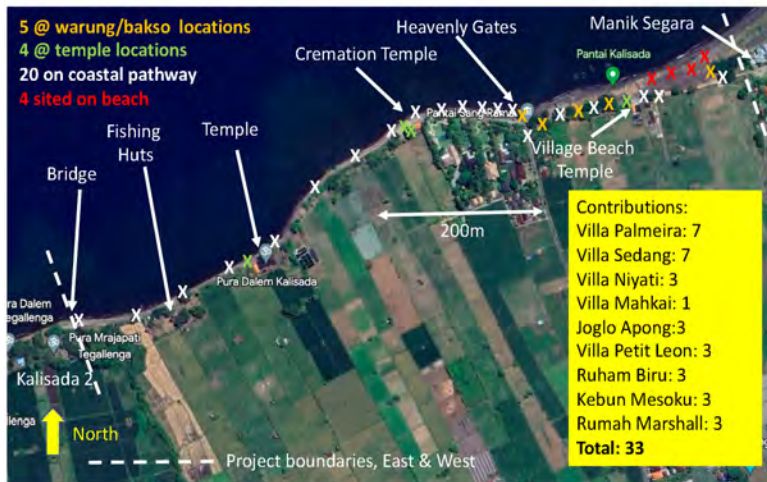 5 @ warung/bakso locations
4 @ temple locations
20 on coastal pathway
4 sited on beach
Heavenly Gates
Manik Segara
Cremation Temple
Pantai Kalisada
Fishing
Huts
Temple
Bridge
Village Beach
Temple
200m
Pura Dalem Kalisada
ura Dalem
egallenga
Pura Mrajapati
Tegallenga
Kalisada 2
llenga
North
Project boundaries, East & West
Contributions:
Villa Palmeira: 7
Villa Sedang: 7
Villa Niyati: 3
Villa Mahkai: 1
Joglo Apong:3
Villa Petit Leon: 3
Ruham Biru: 3
Kebun Mesoku: 3
Rumah Marshall: 3
Total: 33